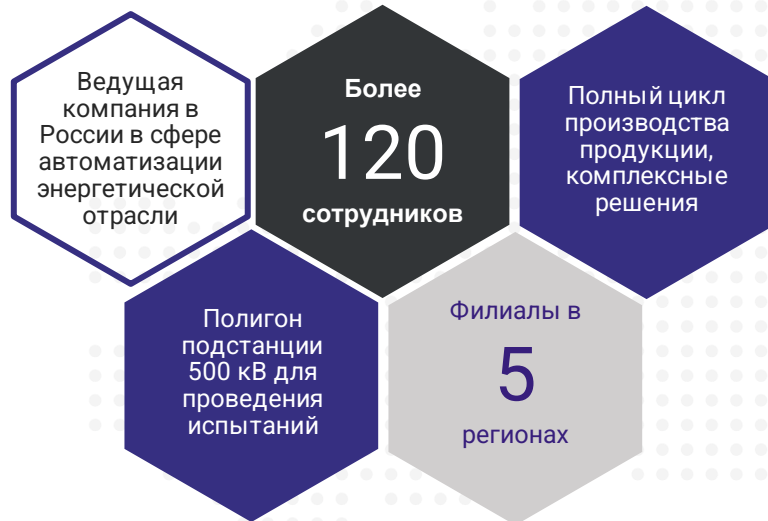 Ведущая
компания в
России в сфере
автоматизации
энергетической
отрасли
Более
120
сотрудников
Полный цикл
производства
продукции,
комплексные
решения
Полигон
подстанции
500 кВ для
проведения
испытаний
Филиалы в
5
регионах